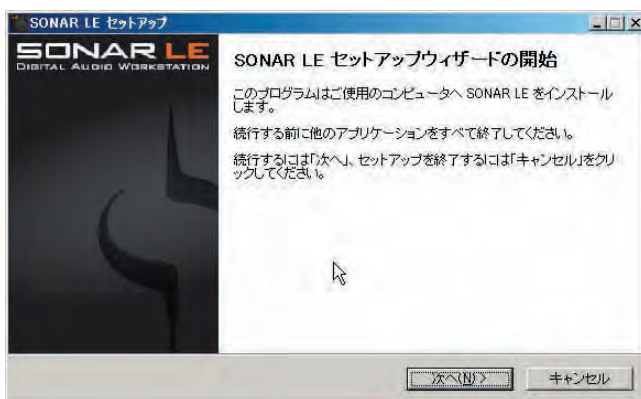 SONAR LE セットアップ
SONAR LE
DIGITAL AUDIO WORKSTATION
SONAR LE セットアップウィザードの開始
このプログラムはご使用のコンピュータへ SONAR LE をインストール
します。
続行する前に他のアプリケーションをすべて終了してください。
続行するには「次へ」、セットアップを終了するには「キャンセル」をクリ
ックしてください。
次へ(N) >
キャンセル